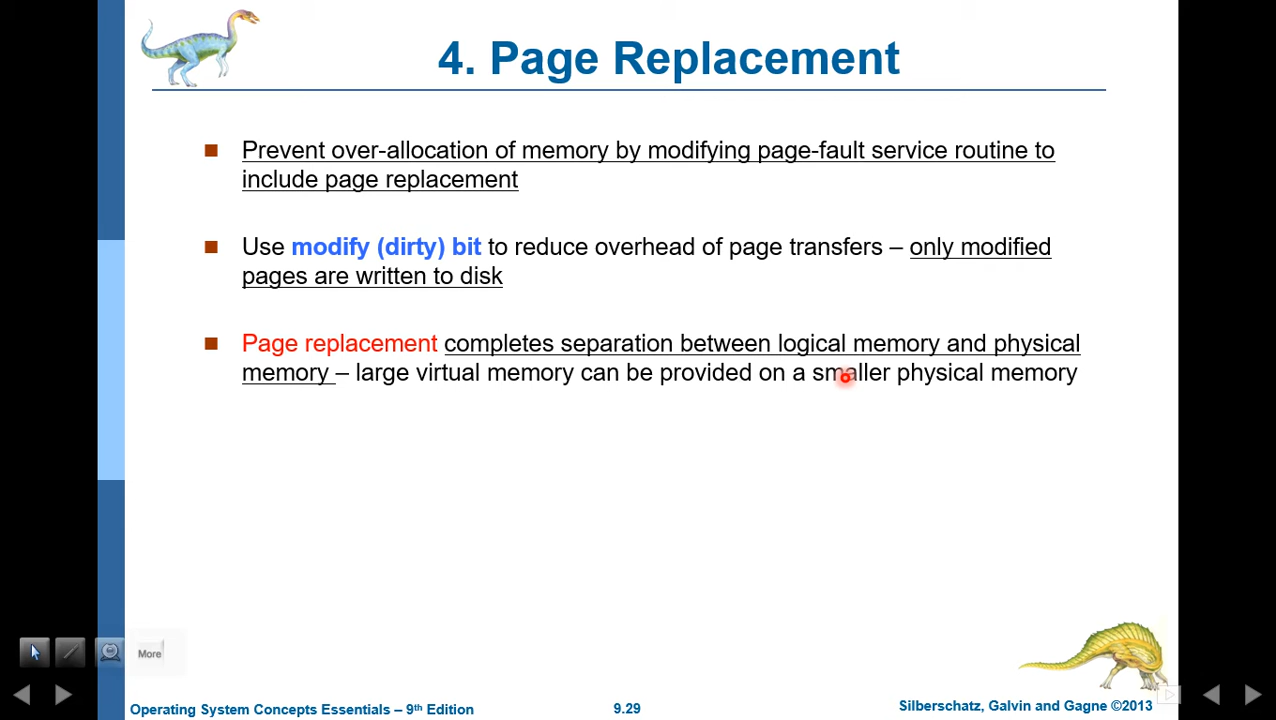 4. Page Replacement
Prevent over-allocation of memory by modifying page-fault service routine to
include page replacement
Use modify (dirty) bit to reduce overhead of page transfers – only modified
pages are written to disk
Page replacement completes separation between logical memory and physical
memory – large virtual memory can be provided on a smaller physical memory
More
Operating System Concepts Essentials – 9th Edition
9.29
Silberschatz, Galvin and Gagne ©2013